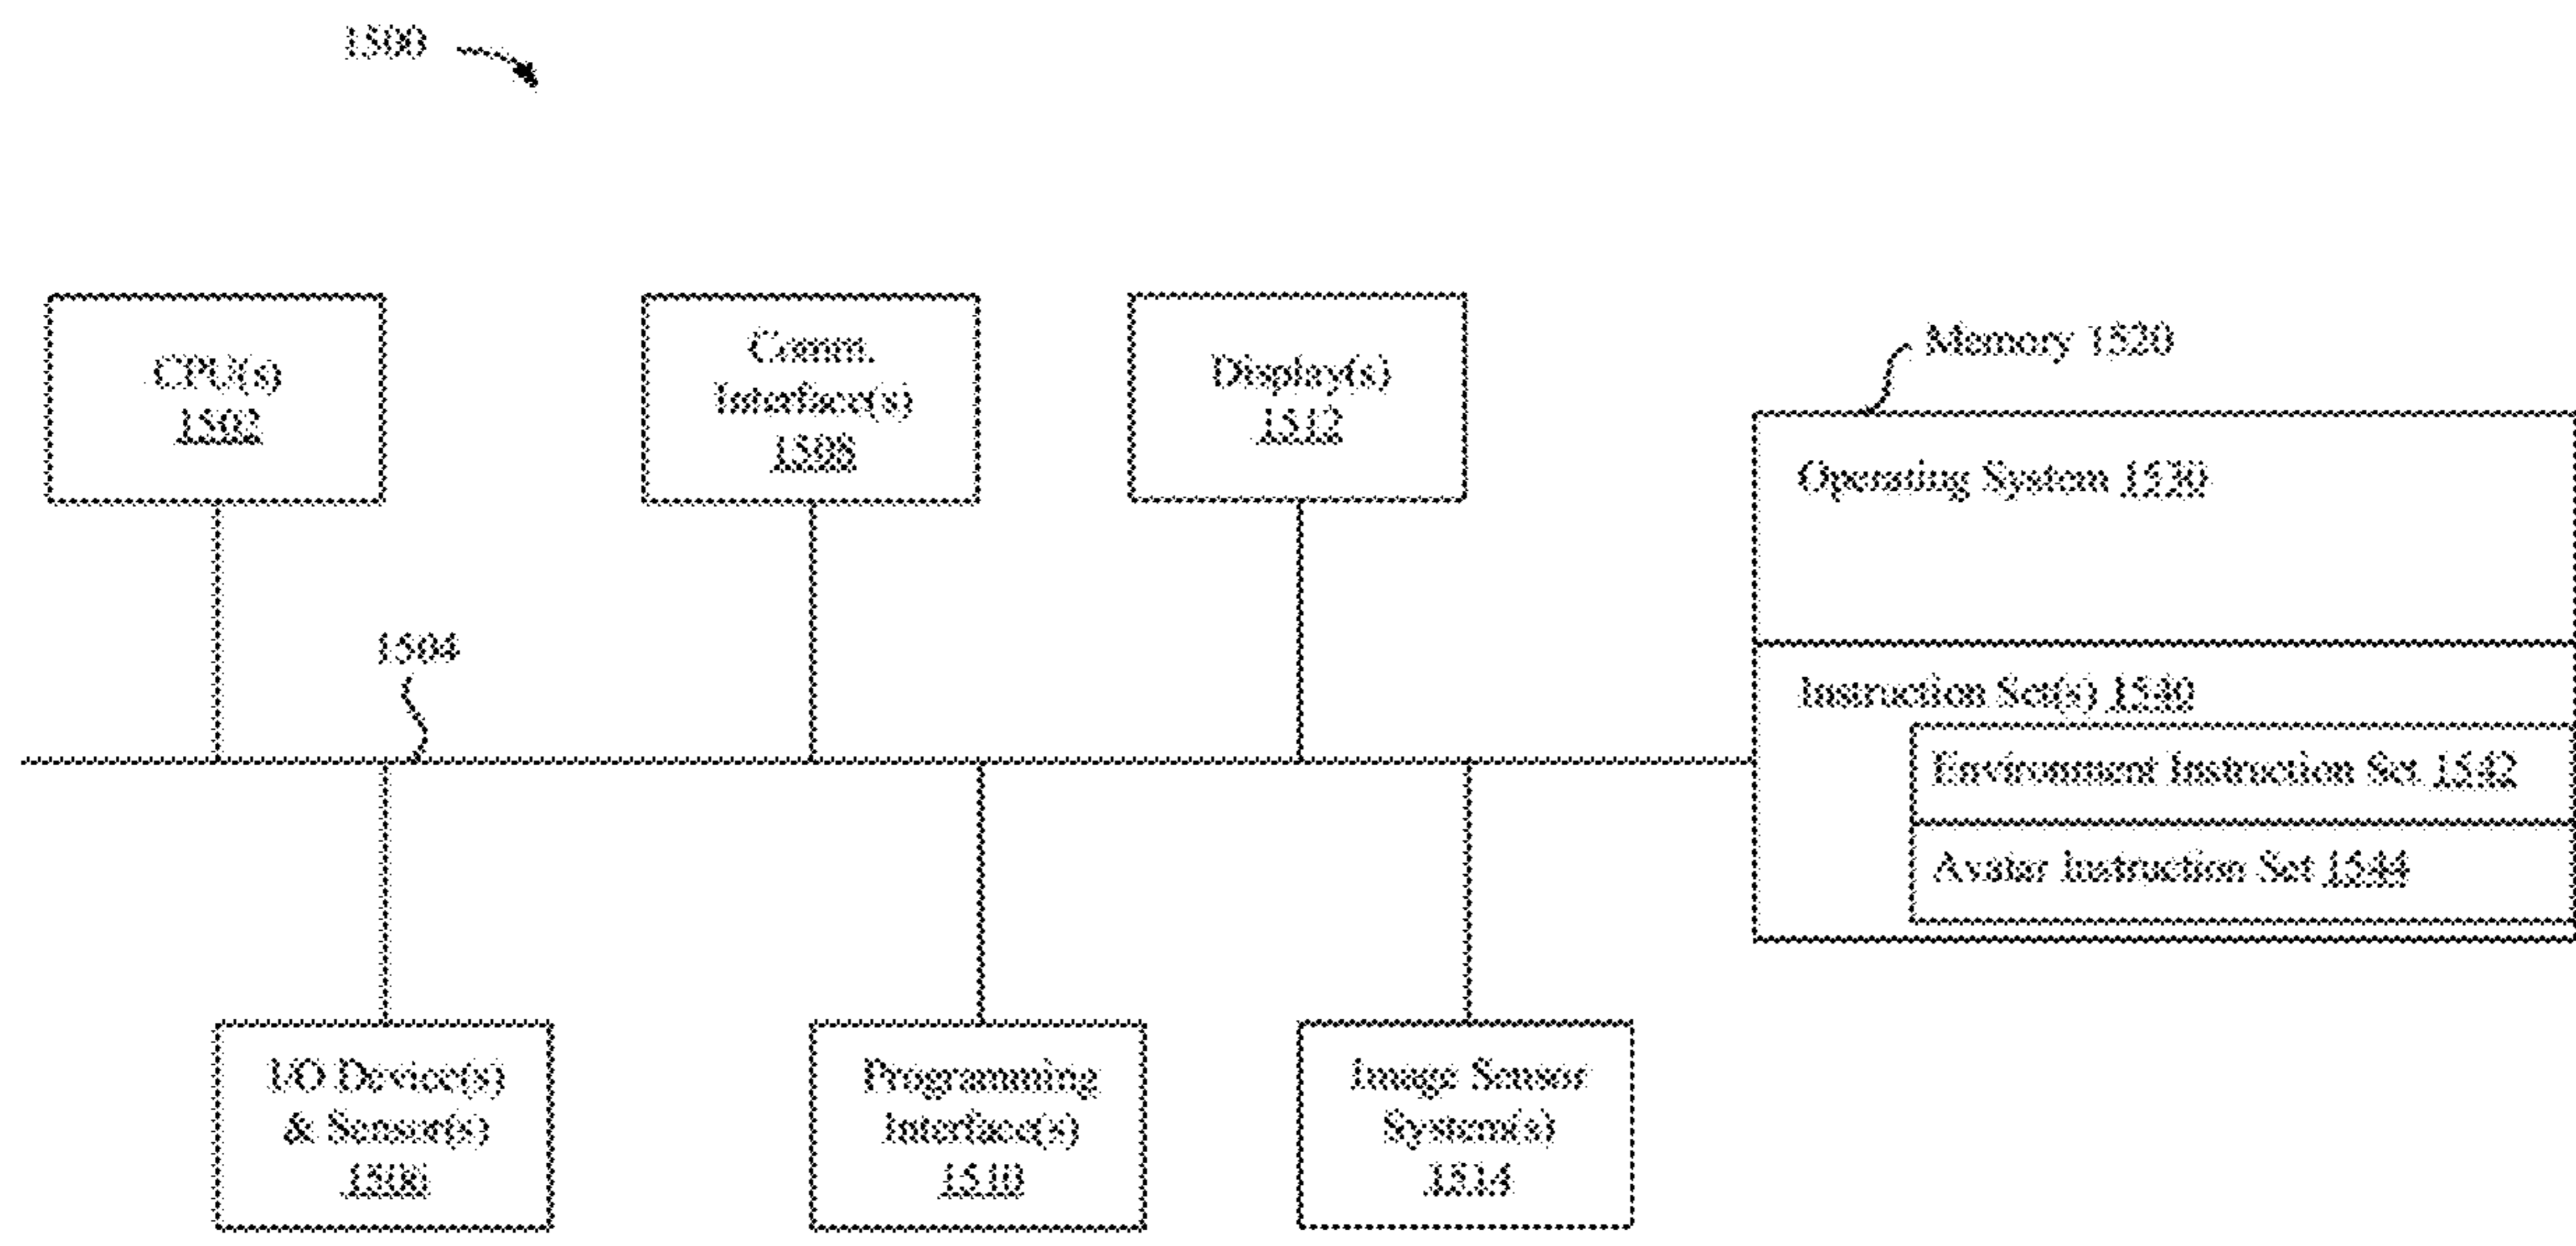 1500
CPU(s)
1502
Comm.
Interface(s)
1508
Display(s)
1512
Memory 1520
Operating System 1530
1504
Instruction Set(s) 1540
Environment Instruction Set 1542
Avatar Instruction Set 1544
I/O Device(s)
& Sensor(s)
Programming
Interface(s)
1510
Image Sensor
System(s)
1514